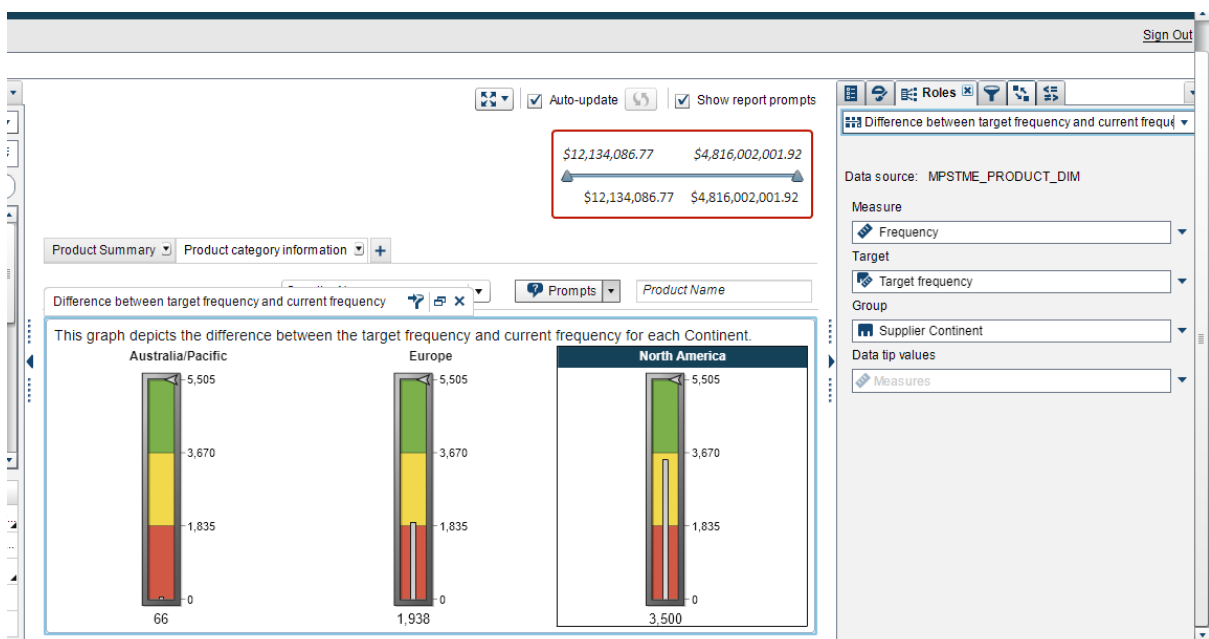 Sign Out
Auto-update
Show report prompts
Roles
Difference between target frequency and current freque
$12,134,086.77 $4,816,002,001.92
$12,134,086.77 $4,816,002,001.92
Data source: MPSTME_PRODUCT_DIM
Measure
Frequency
Target
Target frequency
Group
Supplier Continent
Data tip values
Measures
Product Summary
Product category information
Prompts
Product Name
Difference between target frequency and current frequency
This graph depicts the difference between the target frequency and current frequency for each Continent.
Australia/Pacific Europe North America
5,505 5,505 5,505
3,670 3,670 3,670
1,835 1,835 1,835
0 0 0
66 1,938 3,500